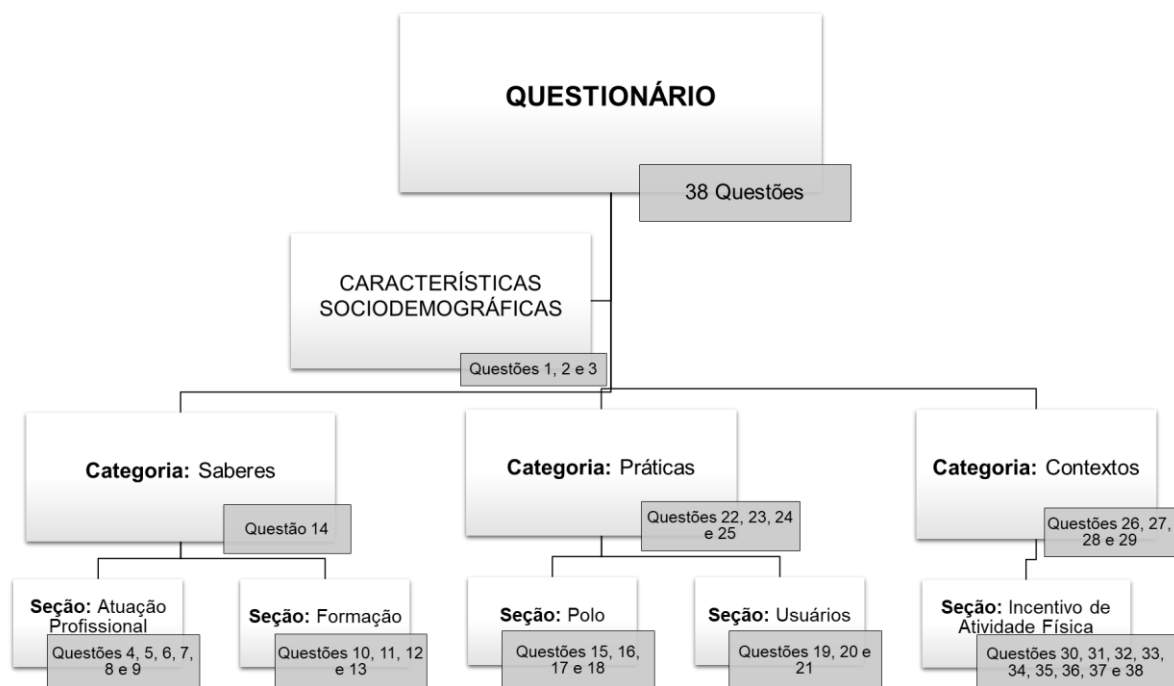 QUESTIONÁRIO
38 Questões
CARACTERÍSTICAS
SOCIODEMOGRÁFICAS
Questões 1, 2 e 3
Categoria: Saberes
Questão 14
Categoria: Práticas
Questões 22, 23, 24
e 25
Categoria: Contextos
Questões 26, 27,
28 e 29
Seção: Atuação
Profissional
Questões 4, 5, 6, 7,
8 e 9
Seção: Formação
Questões 10, 11, 12
e 13
Seção: Polo
Questões 15, 16,
17 e 18
Seção: Usuários
Questões 19, 20 e
21
Seção: Incentivo de
Atividade Física
Questões 30, 31, 32, 33,
34, 35, 36, 37 e 38